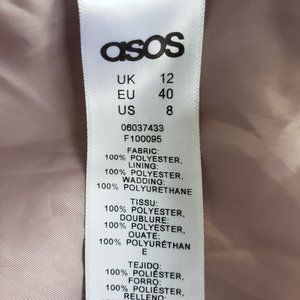 asos
UK 12
EU 40
US 8
06037433
F100095
FABRIC:
100% POLYESTER,
LINING:
100% POLYESTER,
WADDING:
100% POLYURETHANE
TISSU:
100% POLYESTER,
DOUBLURE:
100% POLYESTER,
OUATE:
100% POLYURÉTHAN
E
TEJIDO:
100% POLIÉSTER,
FORRO:
100% POLIÉSTER,
RELLENO: